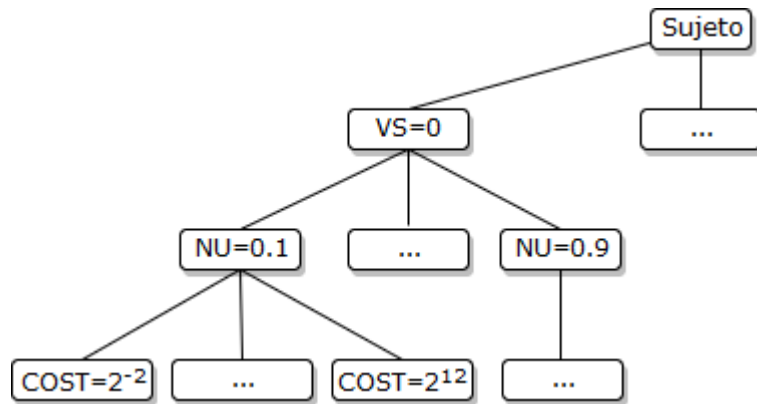 Sujeto
VS=0
...
NU=0.1
...
NU=0.9
COST=2⁻²
...
COST=2¹²
...